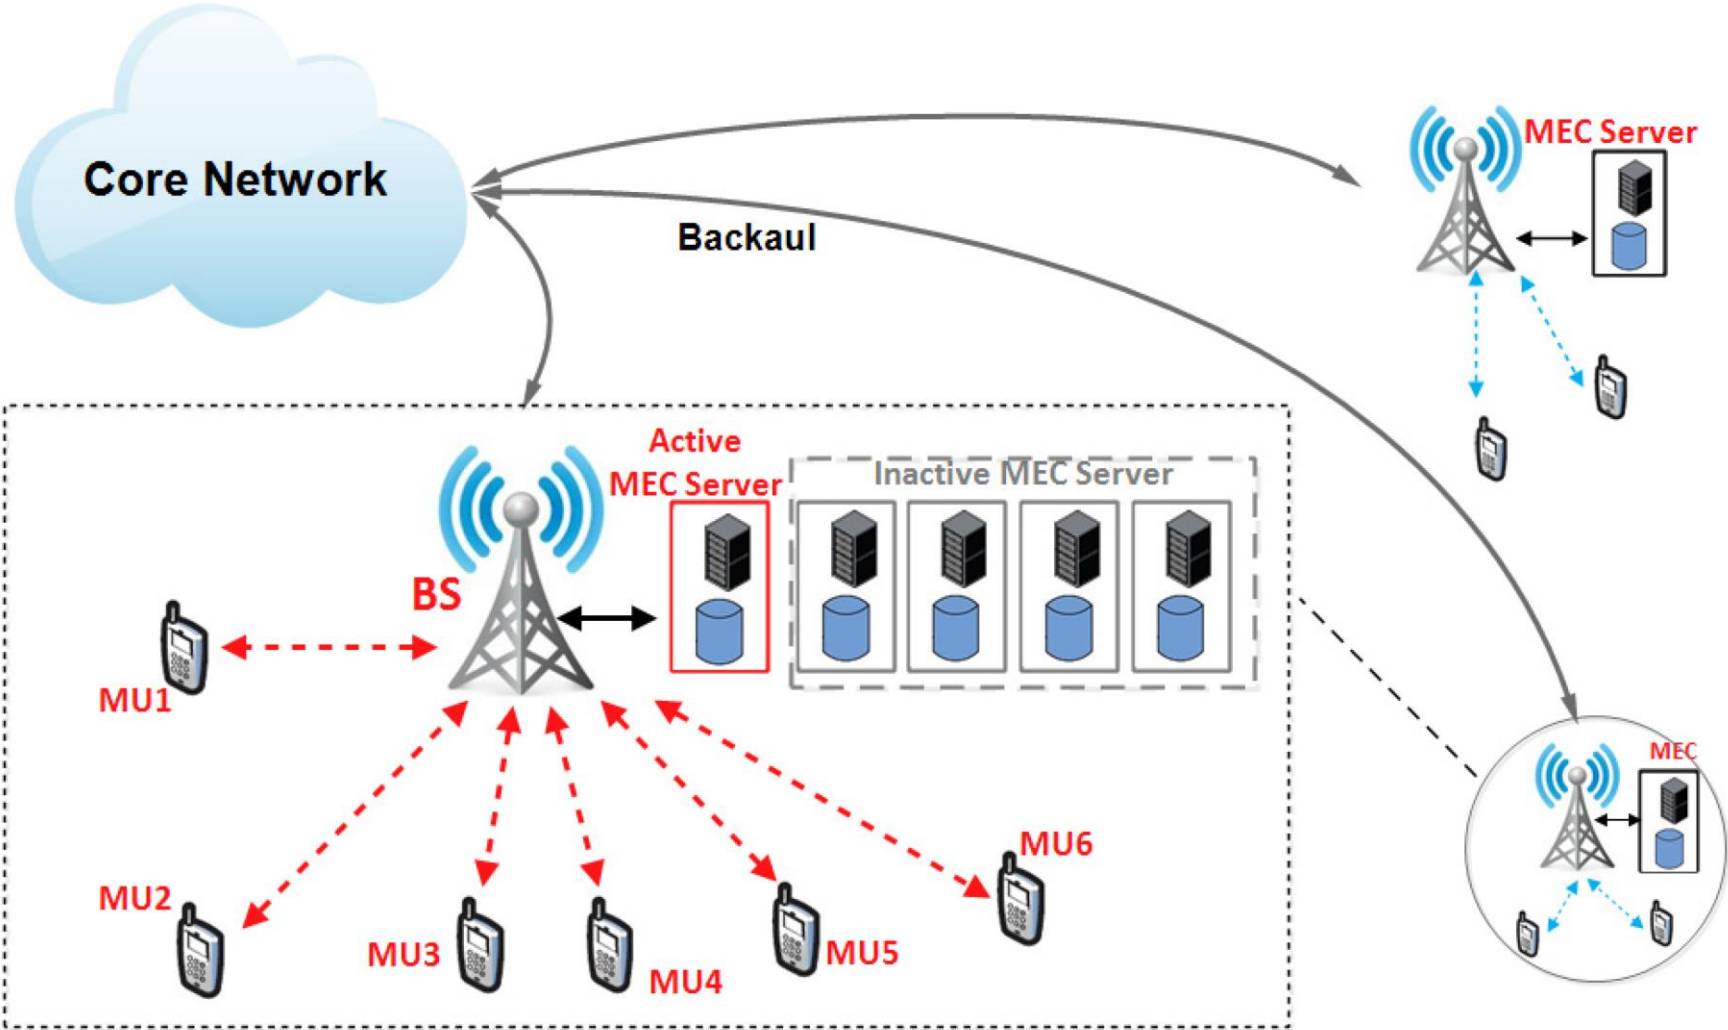 Core Network
MEC Server
Backaul
Active
MEC Server
Inactive MEC Server
BS
MU1
MEC
MU6
MU2
MU3
MU5
MU4